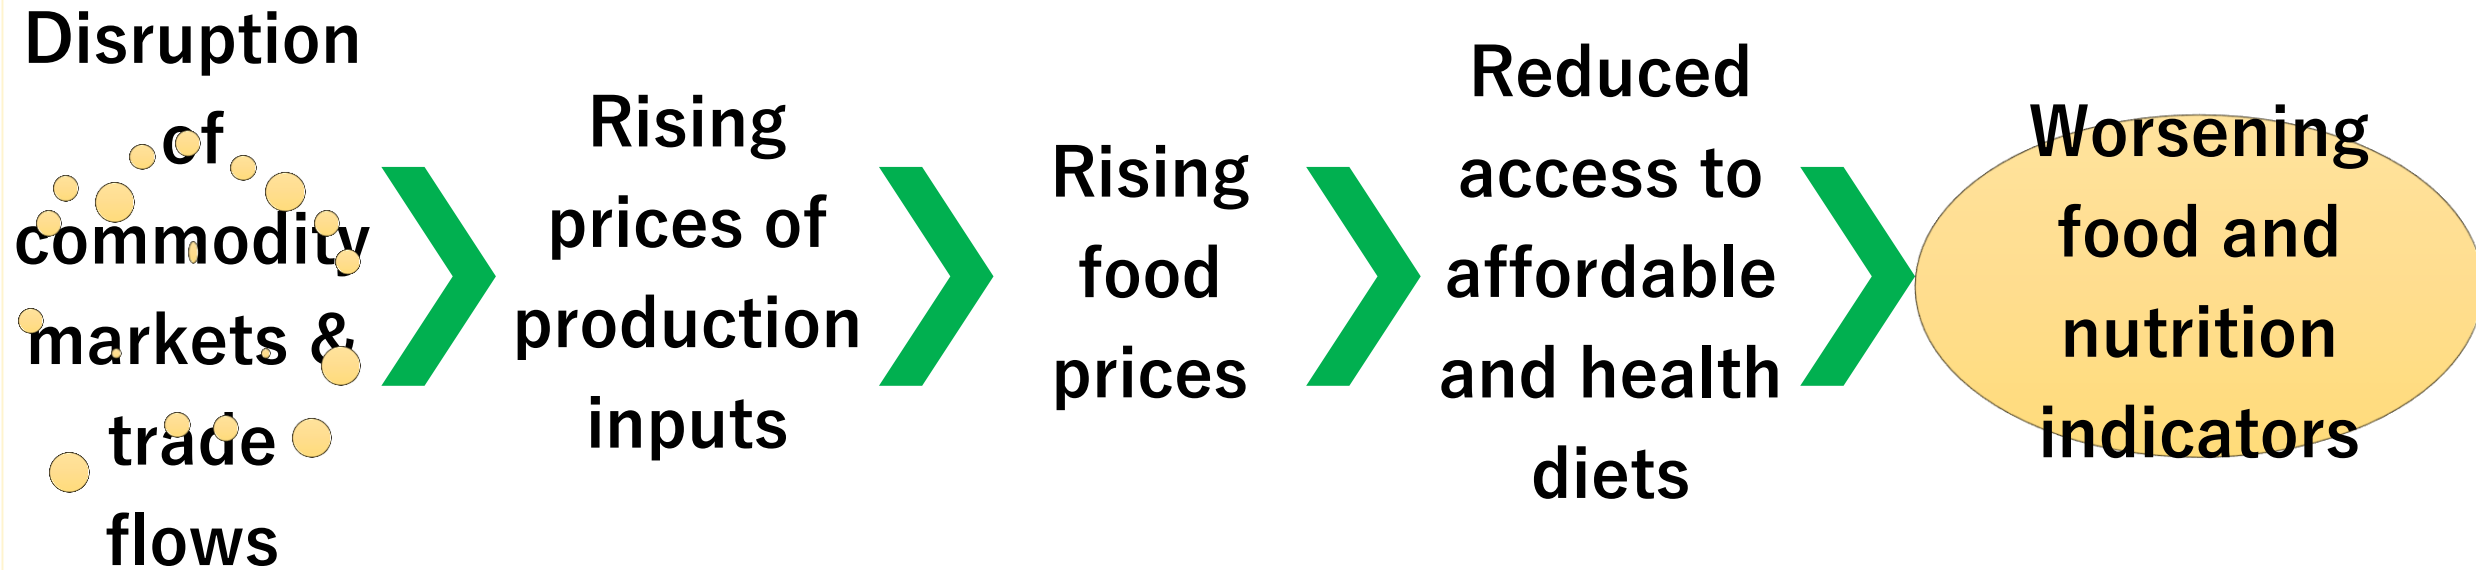 Disruption
of
commodity
markets &
trade
flows
Rising
prices of
production
inputs
Rising
food
prices
Reduced
access to
affordable
and health
diets
Worsening
food and
nutrition
indicators